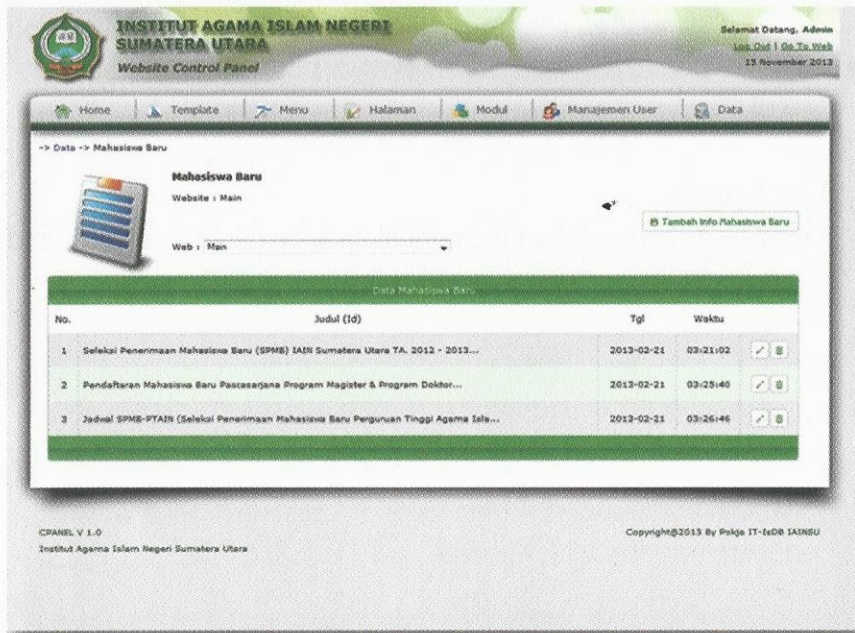 INSTITUT AGAMA ISLAM NEGERI
SUMATERA UTARA
Website Control Panel
Selamat Datang, Admin
Log Out | Go To Web
13 November 2013
Home Template Menu Halaman Modul Manajemen User Data
-> Data -> Mahasiswa Baru
Mahasiswa Baru
Website : Main
Tambah Info Mahasiswa Baru
Web : Main
Data Mahasiswa Baru
No. Judul (Id) Tgl Waktu
1 Seleksi Penerimaan Mahasiswa Baru (SPMB) IAIN Sumatera Utara TA. 2012 - 2013... 2013-02-21 03:21:02
2 Pendaftaran Mahasiswa Baru Pascasarjana Program Magister & Program Doktor... 2013-02-21 03:25:40
3 Jadwal SPMB-PTAIN (Seleksi Penerimaan Mahasiswa Baru Perguruan Tinggi Agama Isla... 2013-02-21 03:26:46
CPANEL V 1.0
Institut Agama Islam Negeri Sumatera Utara
Copyright@2013 By Pokja IT-IsDB IAINSU